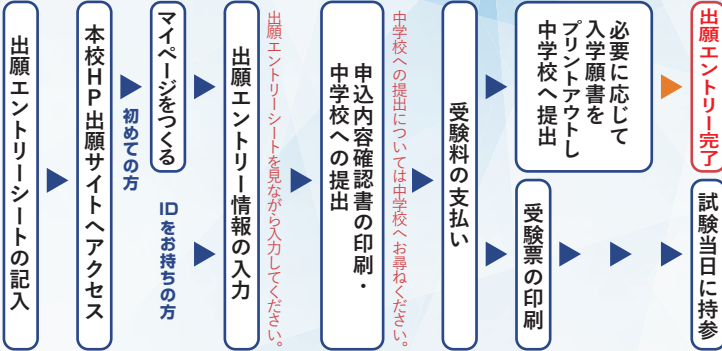 出願エントリーシートの記入
本校HP出願サイトへアクセス
初めての方
マイページをつくる
IDをお持ちの方
出願エントリー情報の入力
出願エントリーシートを見ながら入力してください。
申込内容確認書の印刷・
中学校への提出
中学校への提出については中学校へお尋ねください。
受験料の支払い
必要に応じて
入学願書を
プリントアウトし
中学校へ提出
出願エントリー完了
受験票の印刷
試験当日に持参